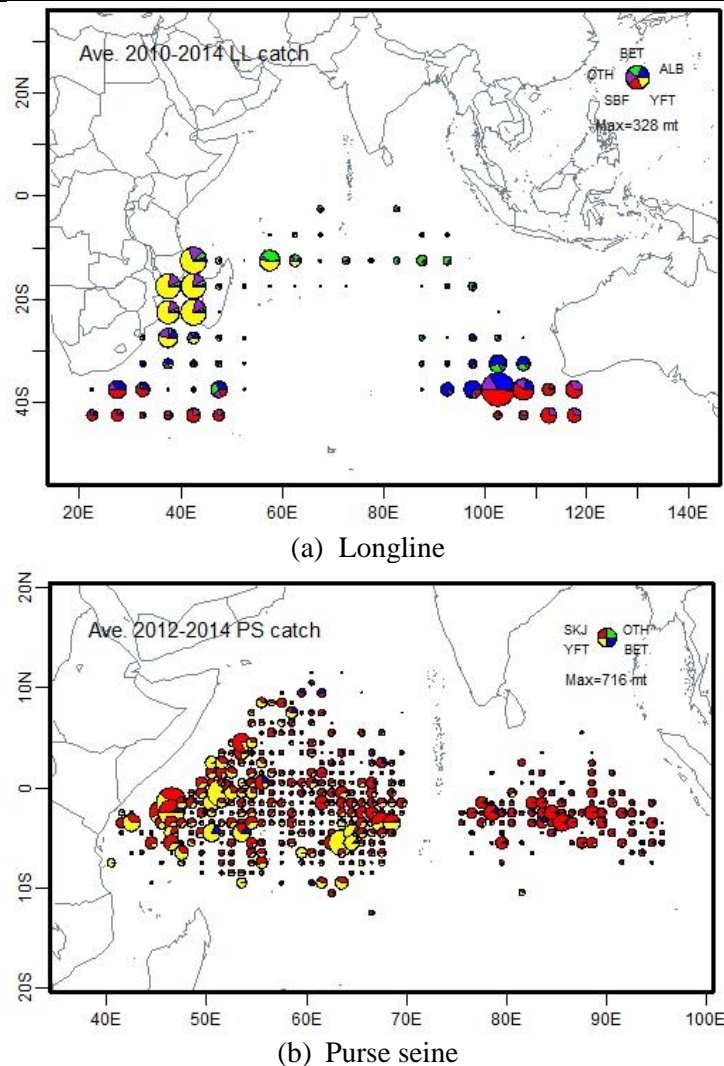 Ave. 2010-2014 LL catch
BET
OTH
ALB
SBF
YFT
Max=328 mt
20N
0
20S
40S
20E
40E
60E
80E
100E
120E
140E
(a) Longline
Ave. 2012-2014 PS catch
SKJ
OTH
YFT
BET.
Max=716 mt
20N
10N
0
10S
20S
40E
50E
60E
70E
80E
90E
100E
(b) Purse seine